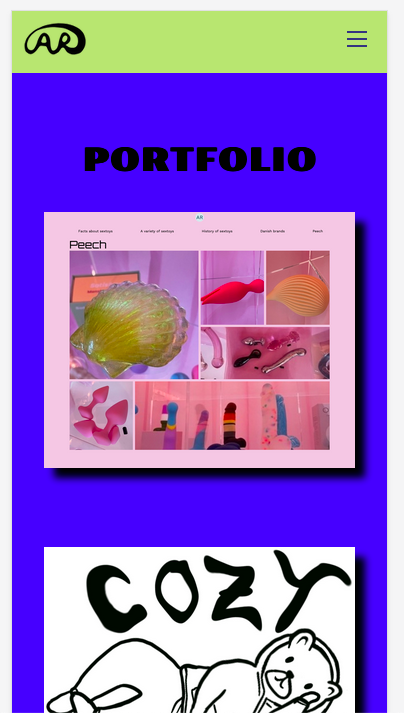 AR
PORTFOLIO
AR
Facts about sextoys A variety of sextoys History of sextoys Danish brands Peech
Peech
COZY